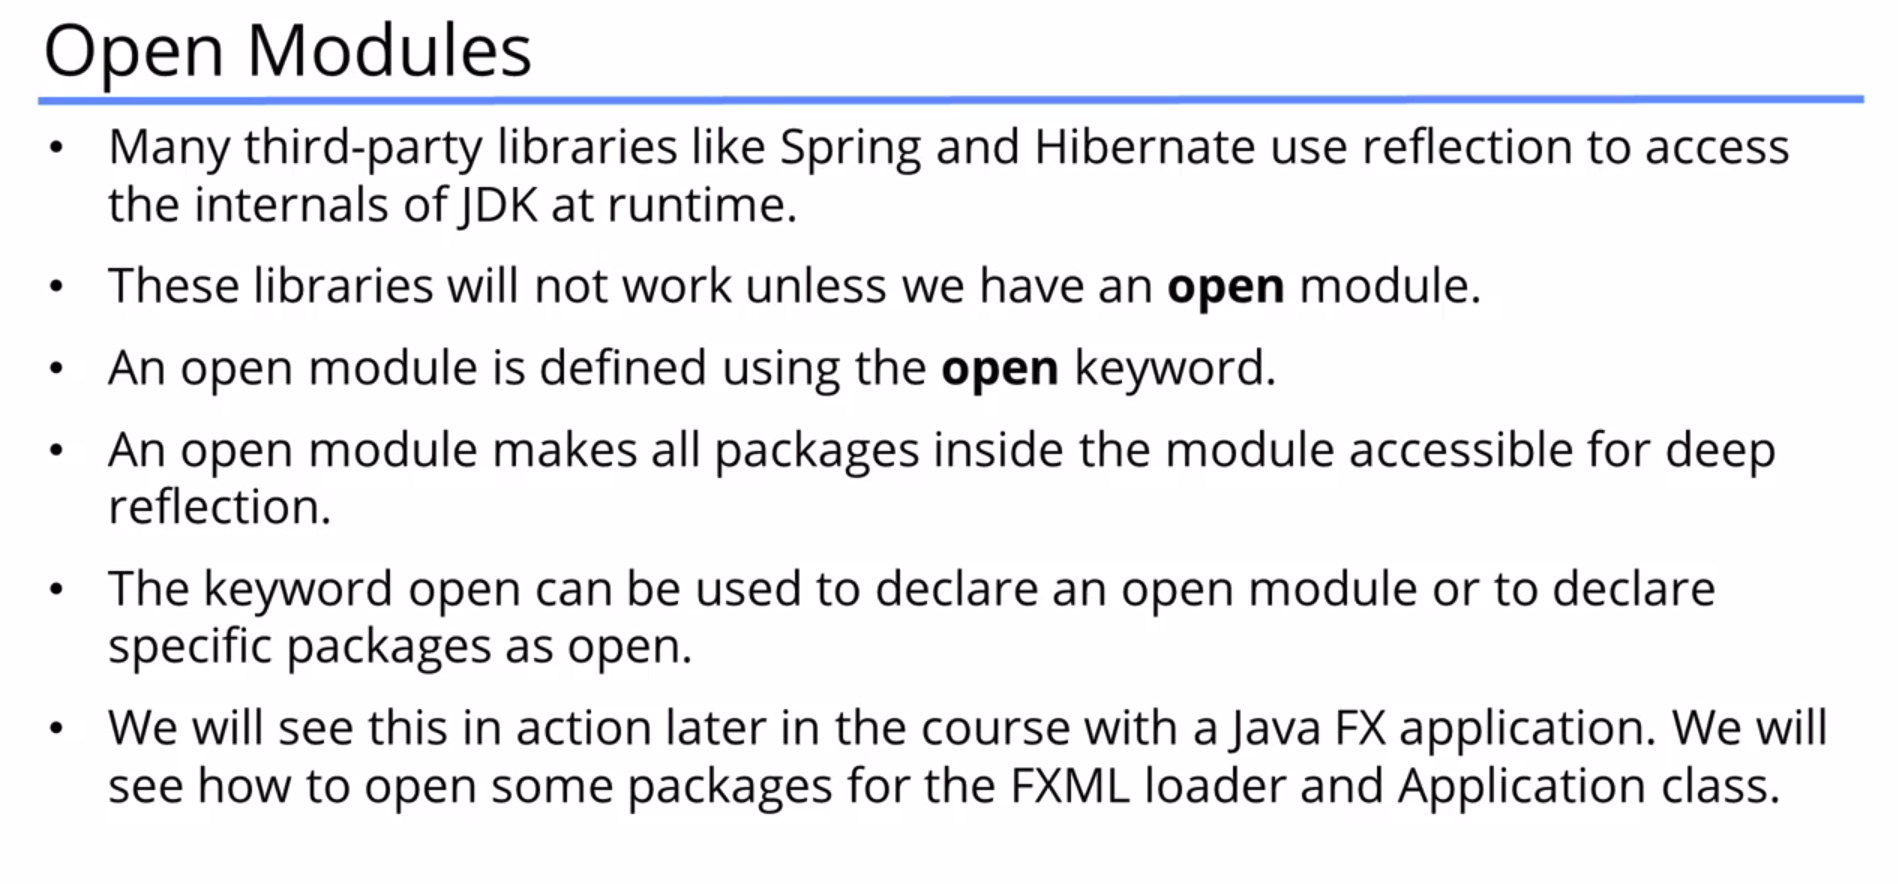 Open Modules
• Many third-party libraries like Spring and Hibernate use reflection to access
the internals of JDK at runtime.
• These libraries will not work unless we have an open module.
• An open module is defined using the open keyword.
• An open module makes all packages inside the module accessible for deep
reflection.
• The keyword open can be used to declare an open module or to declare
specific packages as open.
• We will see this in action later in the course with a Java FX application. We will
see how to open some packages for the FXML loader and Application class.